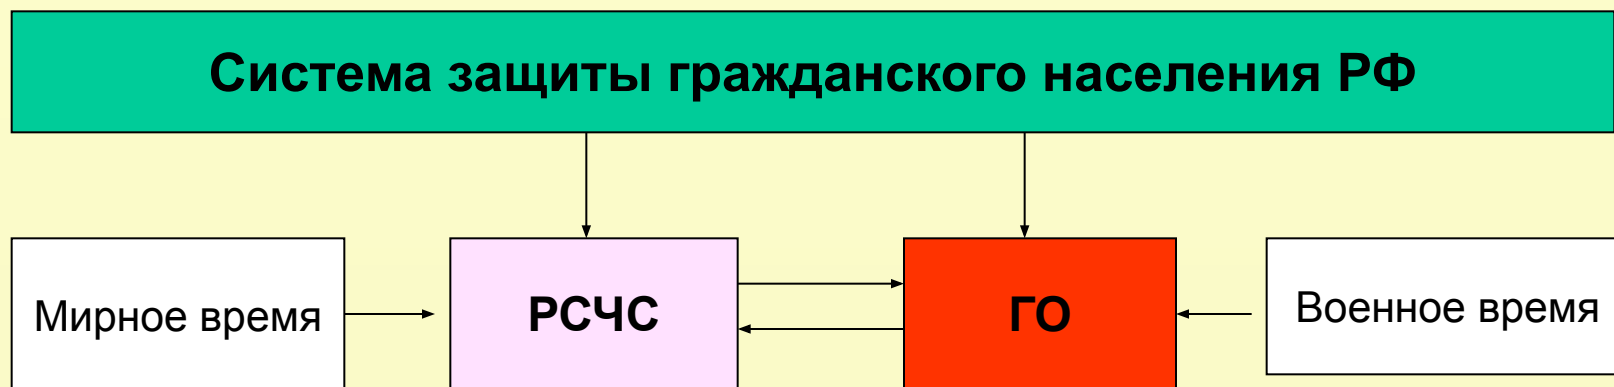 Система защиты гражданского населения РФ
Мирное время
РСЧС
ГО
Военное время